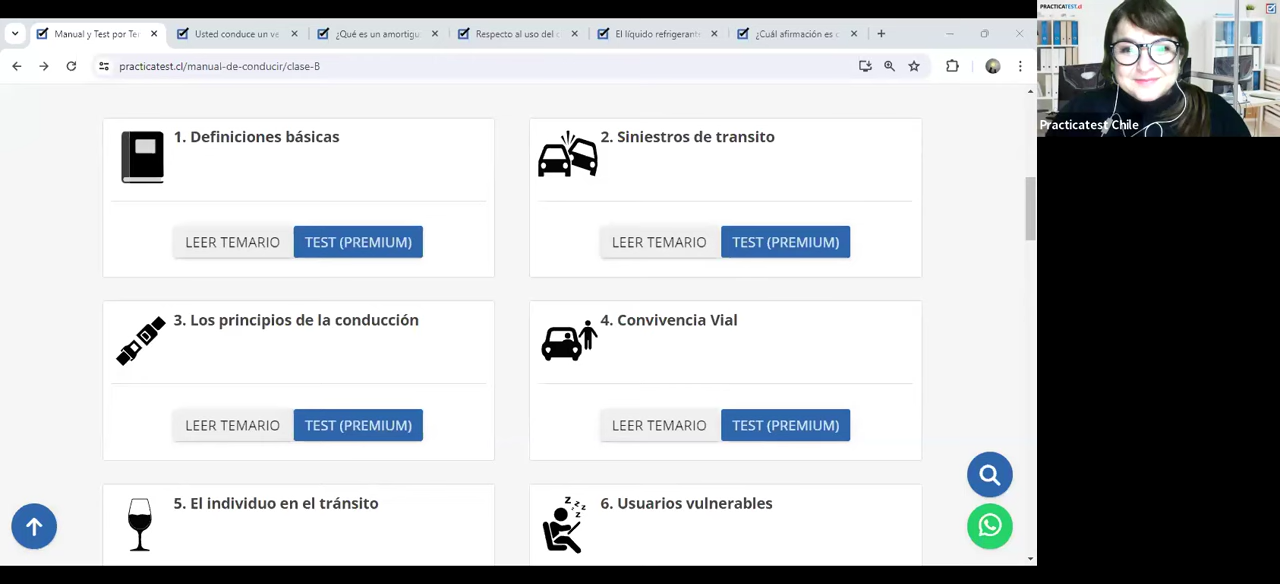 Manual y Test por Te
Usted conduce un ve
¿Qué es un amortigu
Respecto al uso del
El líquido refrigerant
¿Cuál afirmación es
practicatest.cl/manual-de-conducir/clase-B
PRACTICATEST.cl
Practicatest Chile
1. Definiciones básicas
LEER TEMARIO
TEST (PREMIUM)
2. Siniestros de transito
LEER TEMARIO
TEST (PREMIUM)
3. Los principios de la conducción
LEER TEMARIO
TEST (PREMIUM)
4. Convivencia Vial
LEER TEMARIO
TEST (PREMIUM)
5. El individuo en el tránsito
6. Usuarios vulnerables